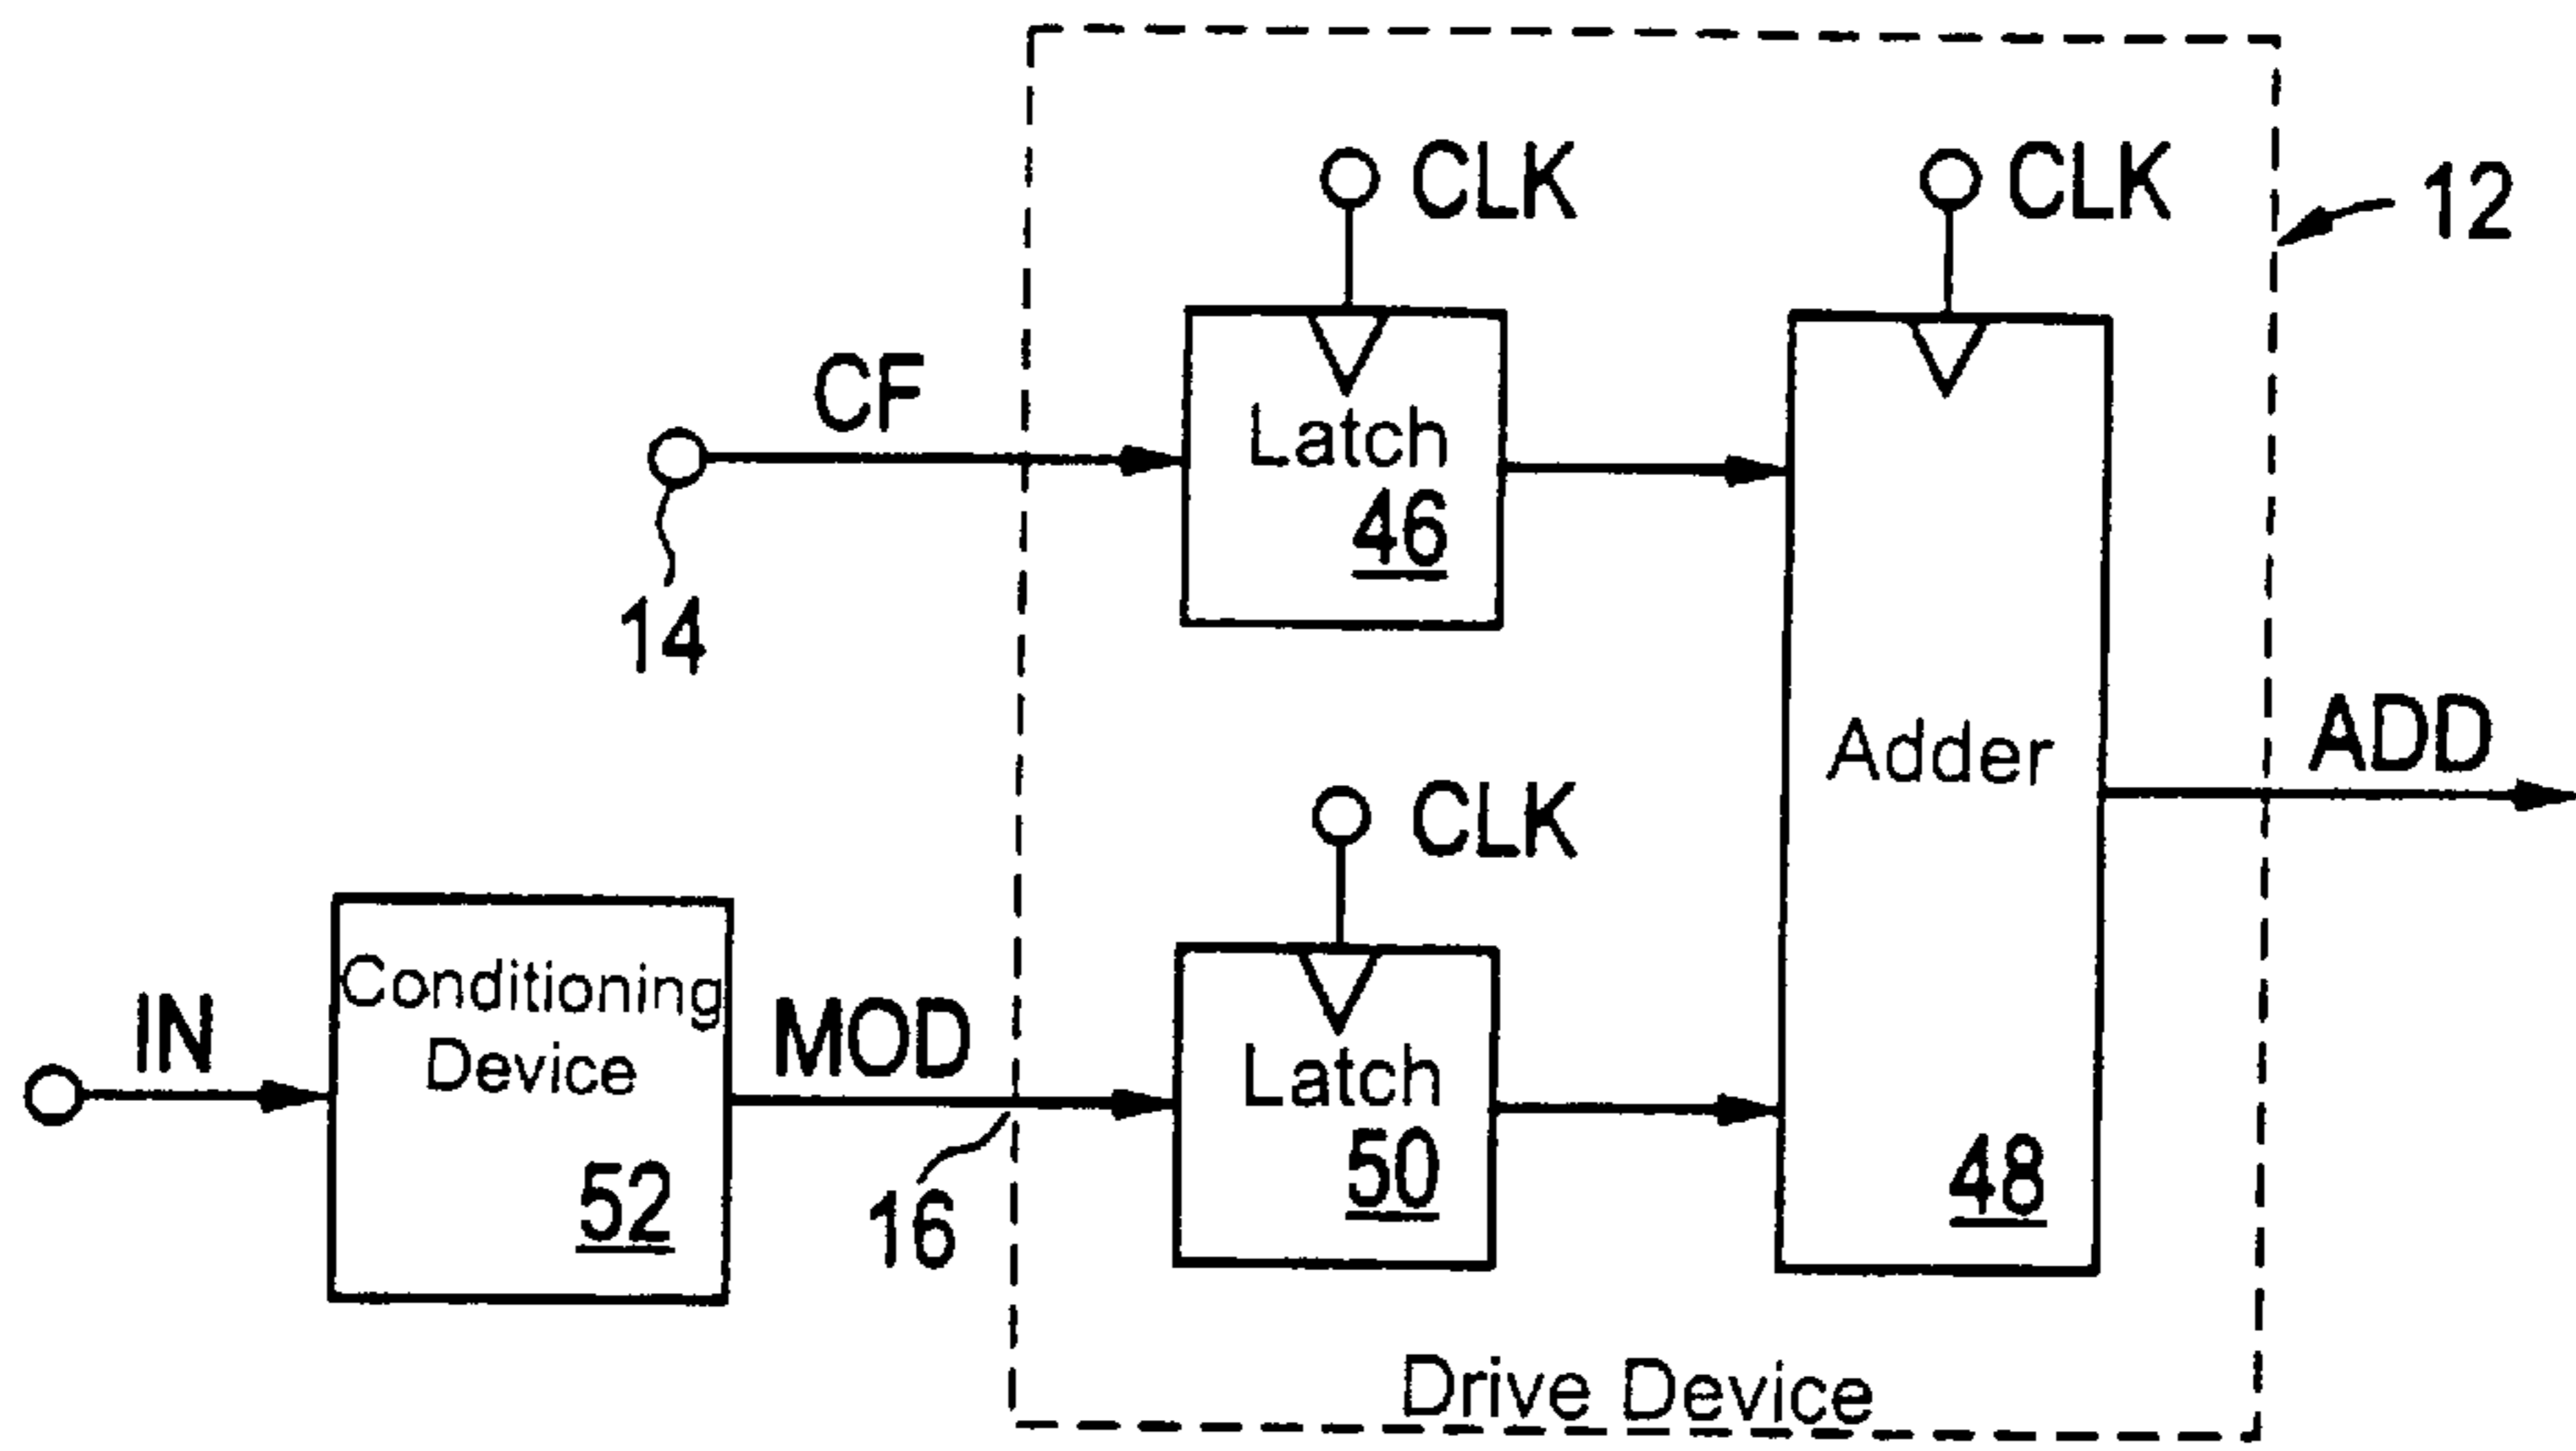 CLK
CLK
12
CF
Latch
46
14
ADD
Adder
CLK
IN
Conditioning
Device
52
MOD
16
Latch
50
48
Drive Device